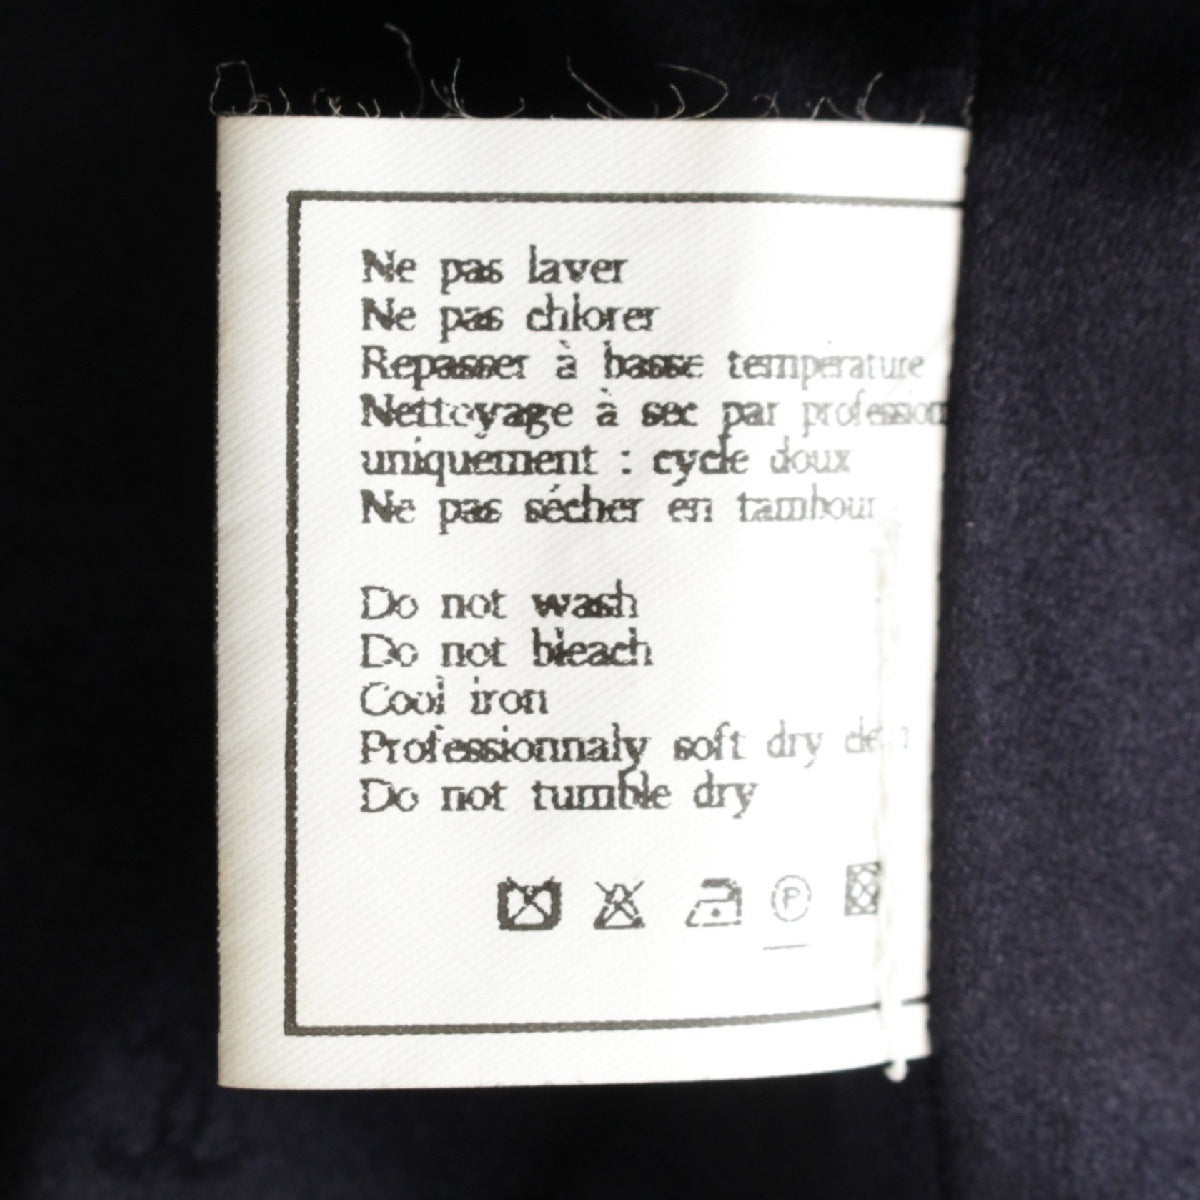 Ne pas laver
Ne pas chlorer
Repasser à basse température
Nettoyage à sec par profession
uniquement : cycle doux
Ne pas sécher en tambour
Do not wash
Do not bleach
Cool iron
Professionnaly soft dry
Do not tumble dry
P